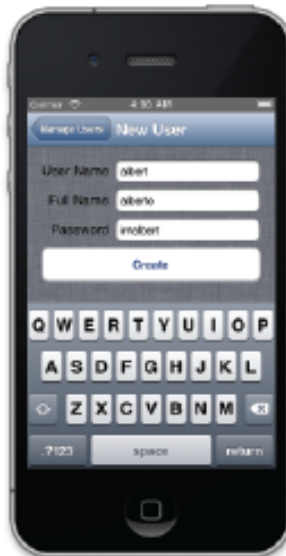 Carrier 4:30 AM
Manage Users New User
User Name albert
Full Name alberto
Password imalbert
Create
Q W E R T Y U I O P
A S D F G H J K L
Z X C V B N M
.?123 space return